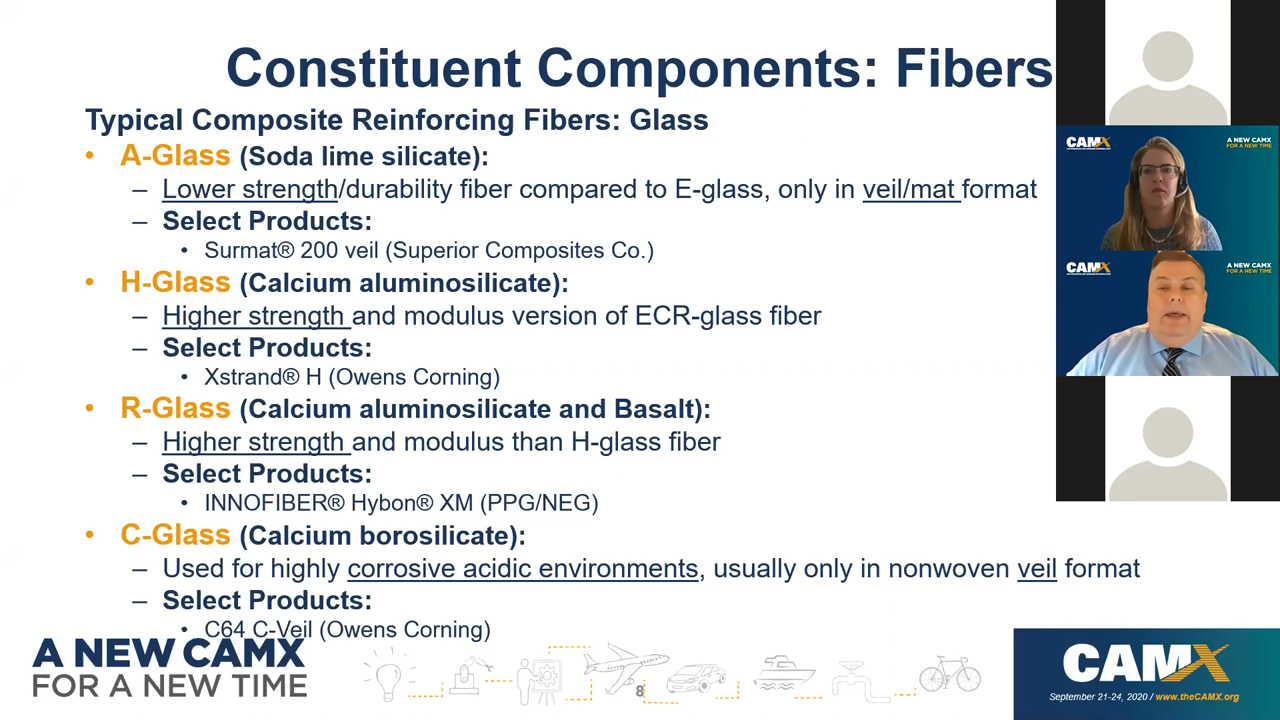 Constituent Components: Fibers
Typical Composite Reinforcing Fibers: Glass
• A-Glass (Soda lime silicate):
– Lower strength/durability fiber compared to E-glass, only in veil/mat format
– Select Products:
• Surmat® 200 veil (Superior Composites Co.)
• H-Glass (Calcium aluminosilicate):
– Higher strength and modulus version of ECR-glass fiber
– Select Products:
• Xstrand® H (Owens Corning)
• R-Glass (Calcium aluminosilicate and Basalt):
– Higher strength and modulus than H-glass fiber
– Select Products:
• INNOFIBER® Hybon® XM (PPG/NEG)
• C-Glass (Calcium borosilicate):
– Used for highly corrosive acidic environments, usually only in nonwoven veil format
– Select Products:
• C64 C-Veil (Owens Corning)
A NEW CAMX
FOR A NEW TIME
8
CAMX
September 21-24, 2020 / www.theCAMX.org
CAMX
A NEW CAMX
FOR A NEW TIME
CAMX
A NEW CAMX
FOR A NEW TIME